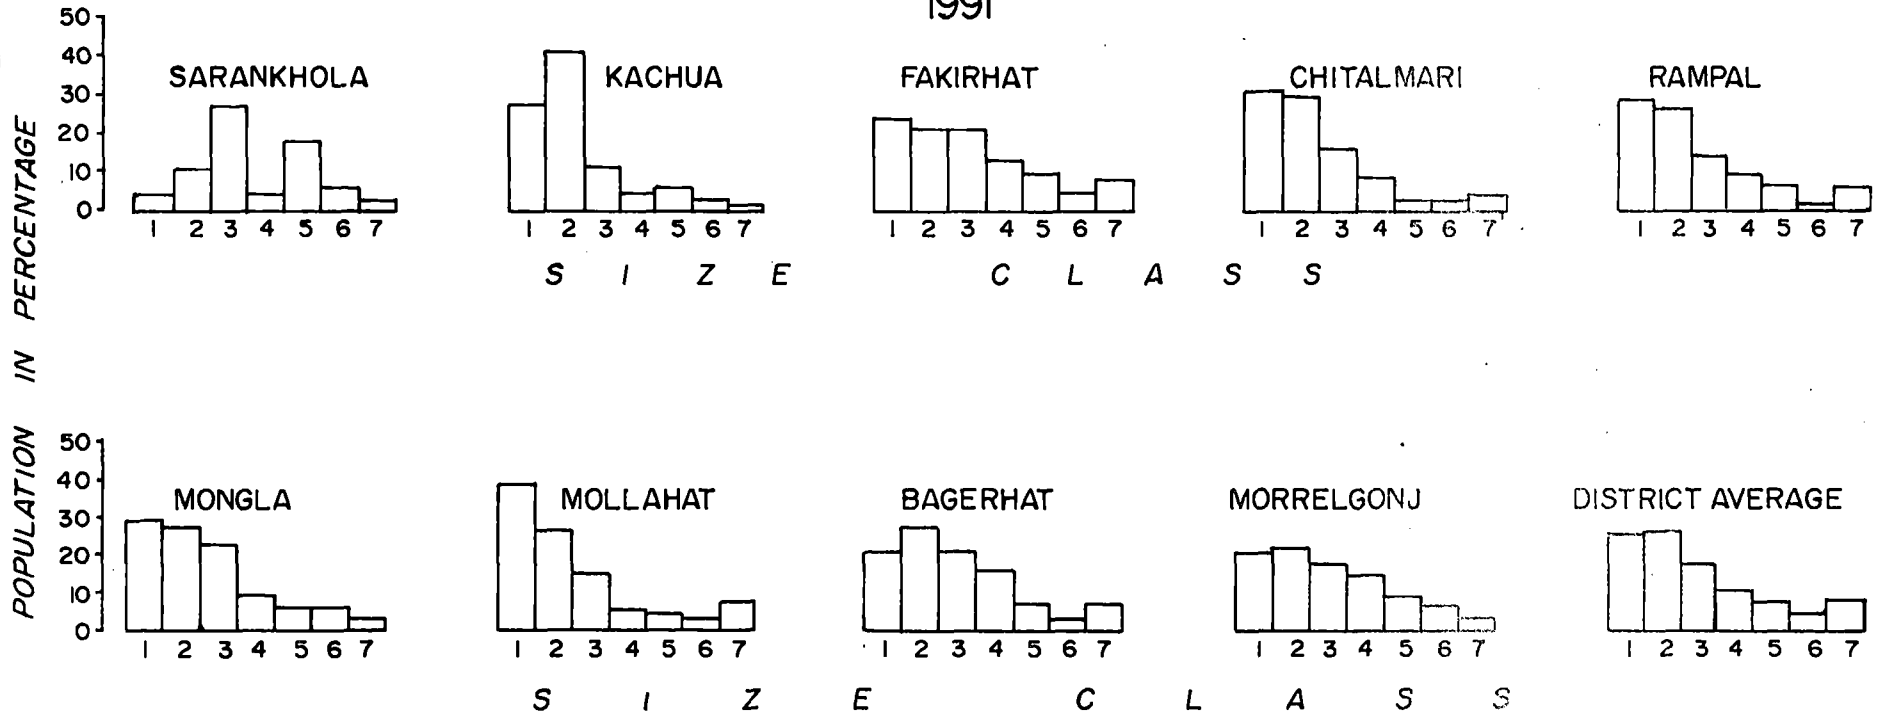 1991
POPULATION IN PERCENTAGE
50
40
30
20
10
0
SARANKHOLA
1 2 3 4 5 6 7
KACHUA
1 2 3 4 5 6 7
FAKIRHAT
1 2 3 4 5 6 7
CHITALMARI
1 2 3 4 5 6 7
RAMPAL
1 2 3 4 5 6 7
SIZE CLASS
50
40
30
20
10
0
MONGLA
1 2 3 4 5 6 7
MOLLAHAT
1 2 3 4 5 6 7
BAGERHAT
1 2 3 4 5 6 7
MORRELGONJ
1 2 3 4 5 6 7
DISTRICT AVERAGE
1 2 3 4 5 6 7
SIZE CLASS